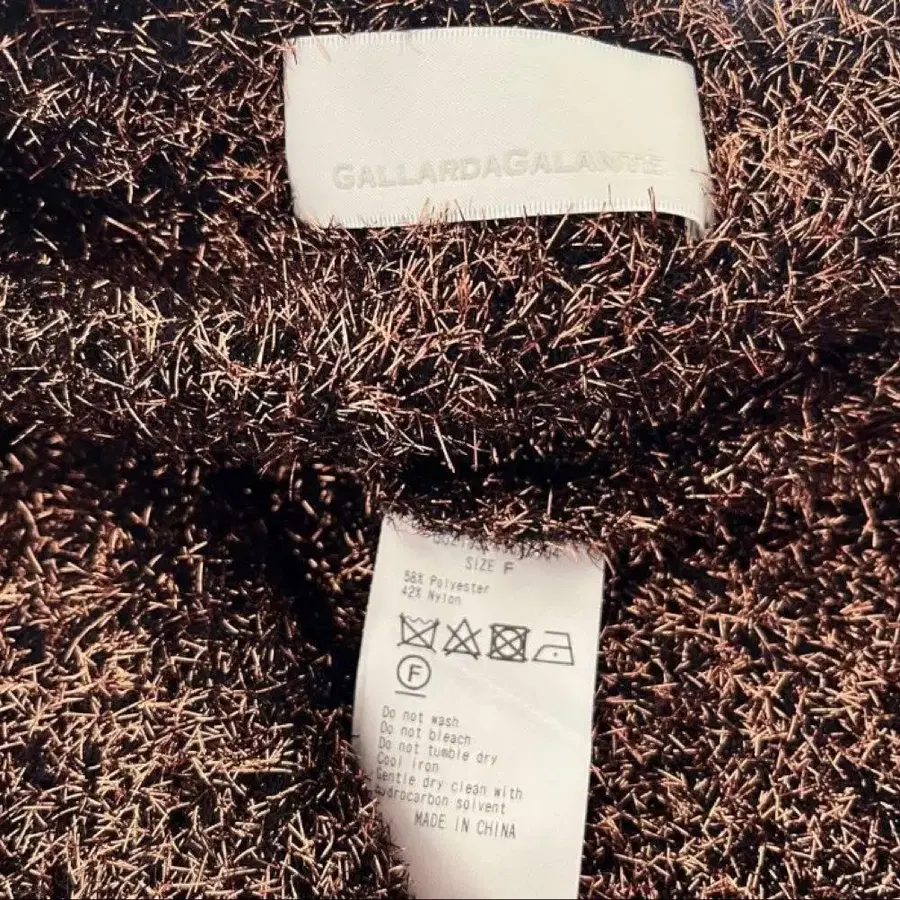 GALLARDAGALANTE
SIZE F
58% Polyester
42% Nylon
F
Do not wash
Do not bleach
Do not tumble dry
Cool iron
Gentle dry clean with
hydrocarbon solvent
MADE IN CHINA